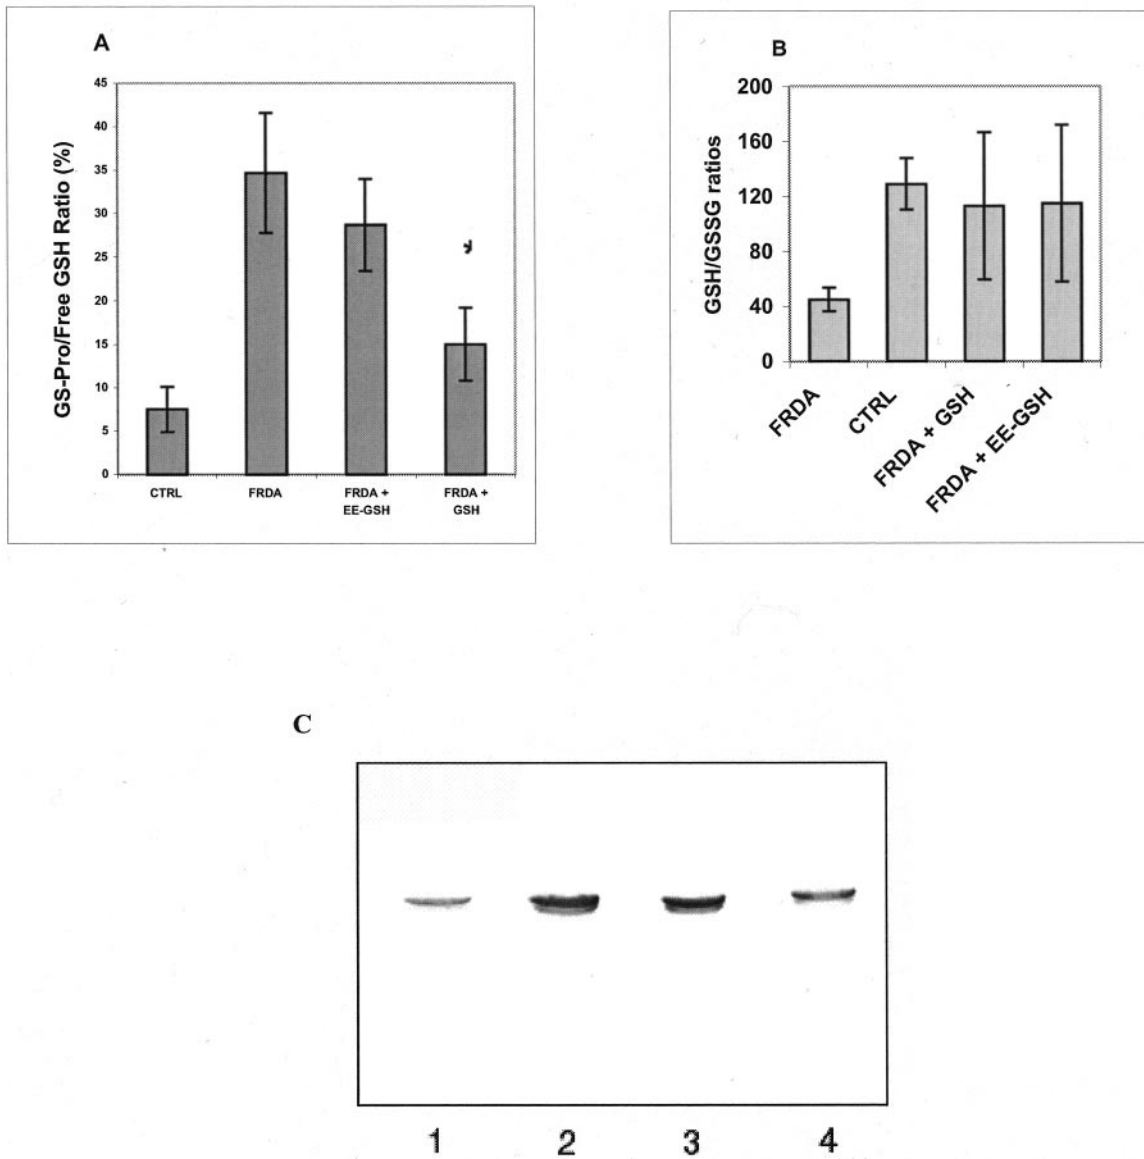 A
GS-Pro/Free GSH Ratio (%)
45
40
35
30
25
20
15
10
5
0
CTRL
FRDA
FRDA +
EE-GSH
FRDA +
GSH
*
B
GSH/GSSG ratios
200
160
120
80
40
0
FRDA
CTRL
FRDA + GSH
FRDA + EE-GSH
C
1 2 3 4